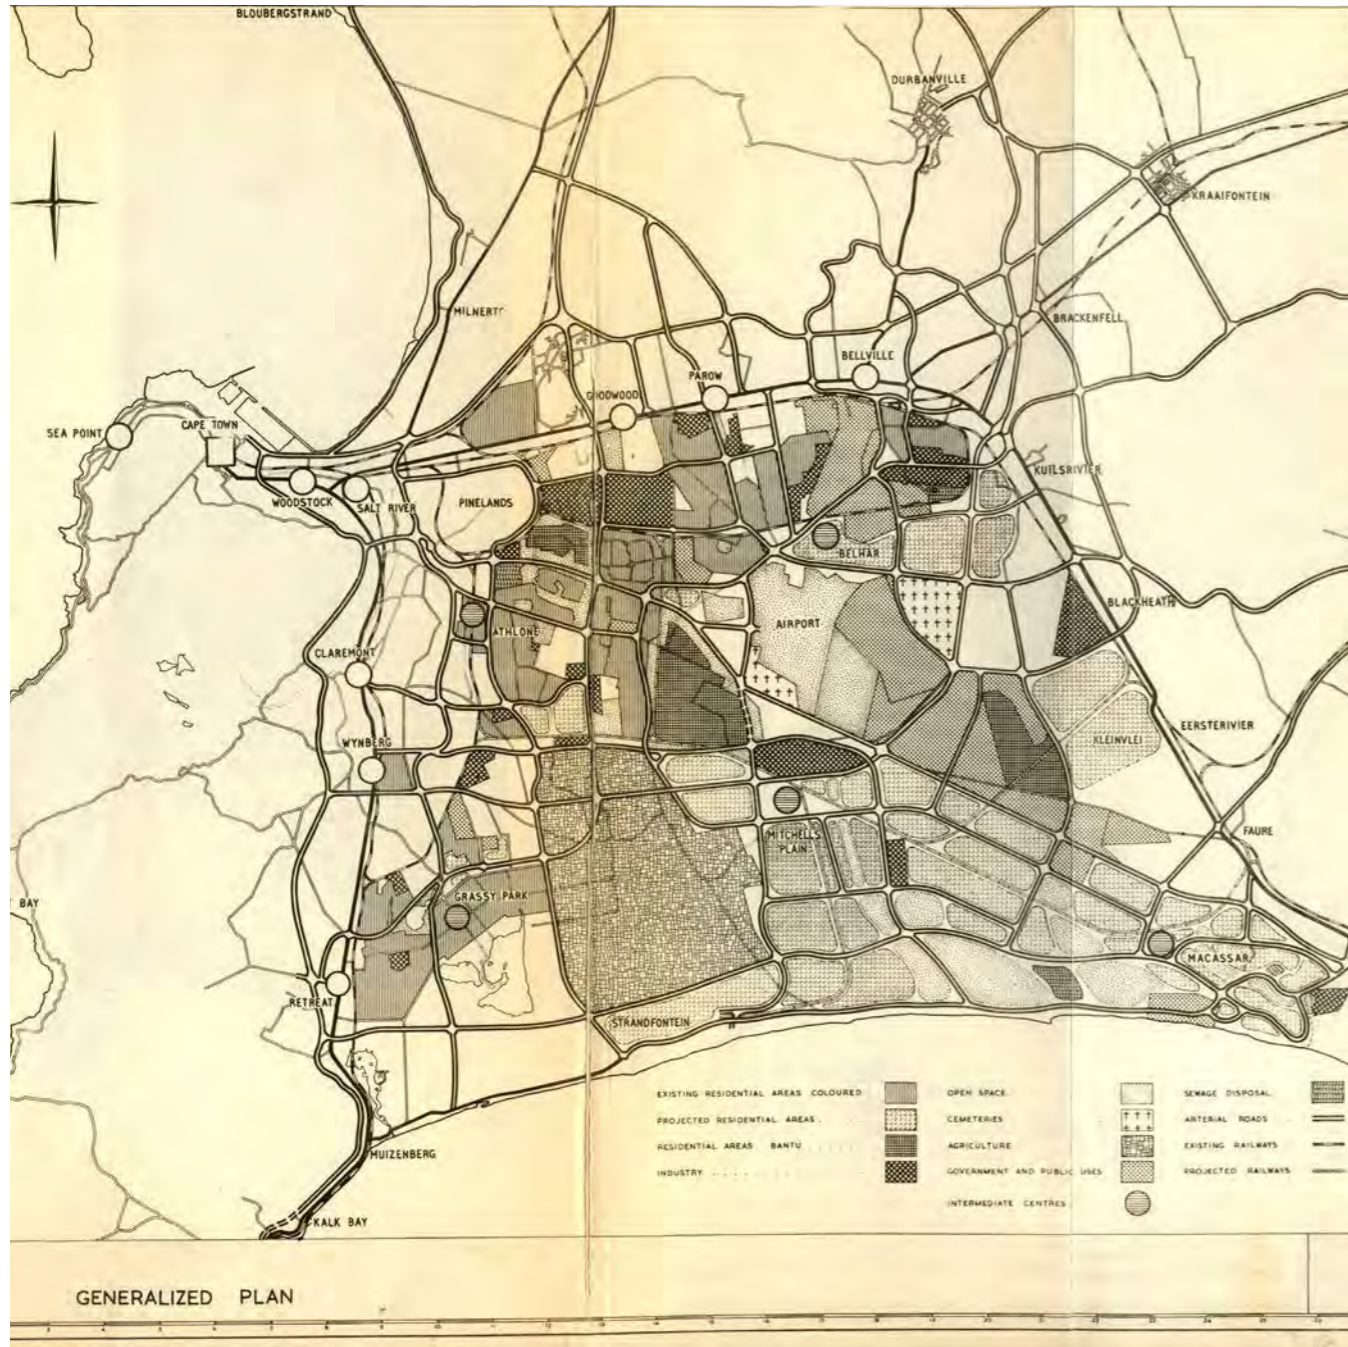 BLOUBERGSTRAND
DURBANVILLE
KRAAIFONTEIN
MILNERT
BRACKENFELL
BELLVILLE
PAROW
GOODWOOD
SEA POINT
CAPE TOWN
KUILSRIVIER
WOODSTOCK
SALT RIVER
PINELANDS
BELHAR
BLACKHEATH
AIRPORT
ATHLONE
CLAREMONT
EERSTERIVIER
WYNBERG
KLEINVLEI
MITCHELLS
PLAIN
FAURE
GRASSY PARK
BAY
MACASSAR
RETREAT
STRANDFONTEIN
MUIZENBERG
KALK BAY
EXISTING RESIDENTIAL AREAS COLOURED
PROJECTED RESIDENTIAL AREAS
RESIDENTIAL AREAS BANTU
INDUSTRY
OPEN SPACE
CEMETERIES
AGRICULTURE
GOVERNMENT AND PUBLIC USES
INTERMEDIATE CENTRES
SEWAGE DISPOSAL
ARTERIAL ROADS
EXISTING RAILWAYS
PROJECTED RAILWAYS
GENERALIZED PLAN